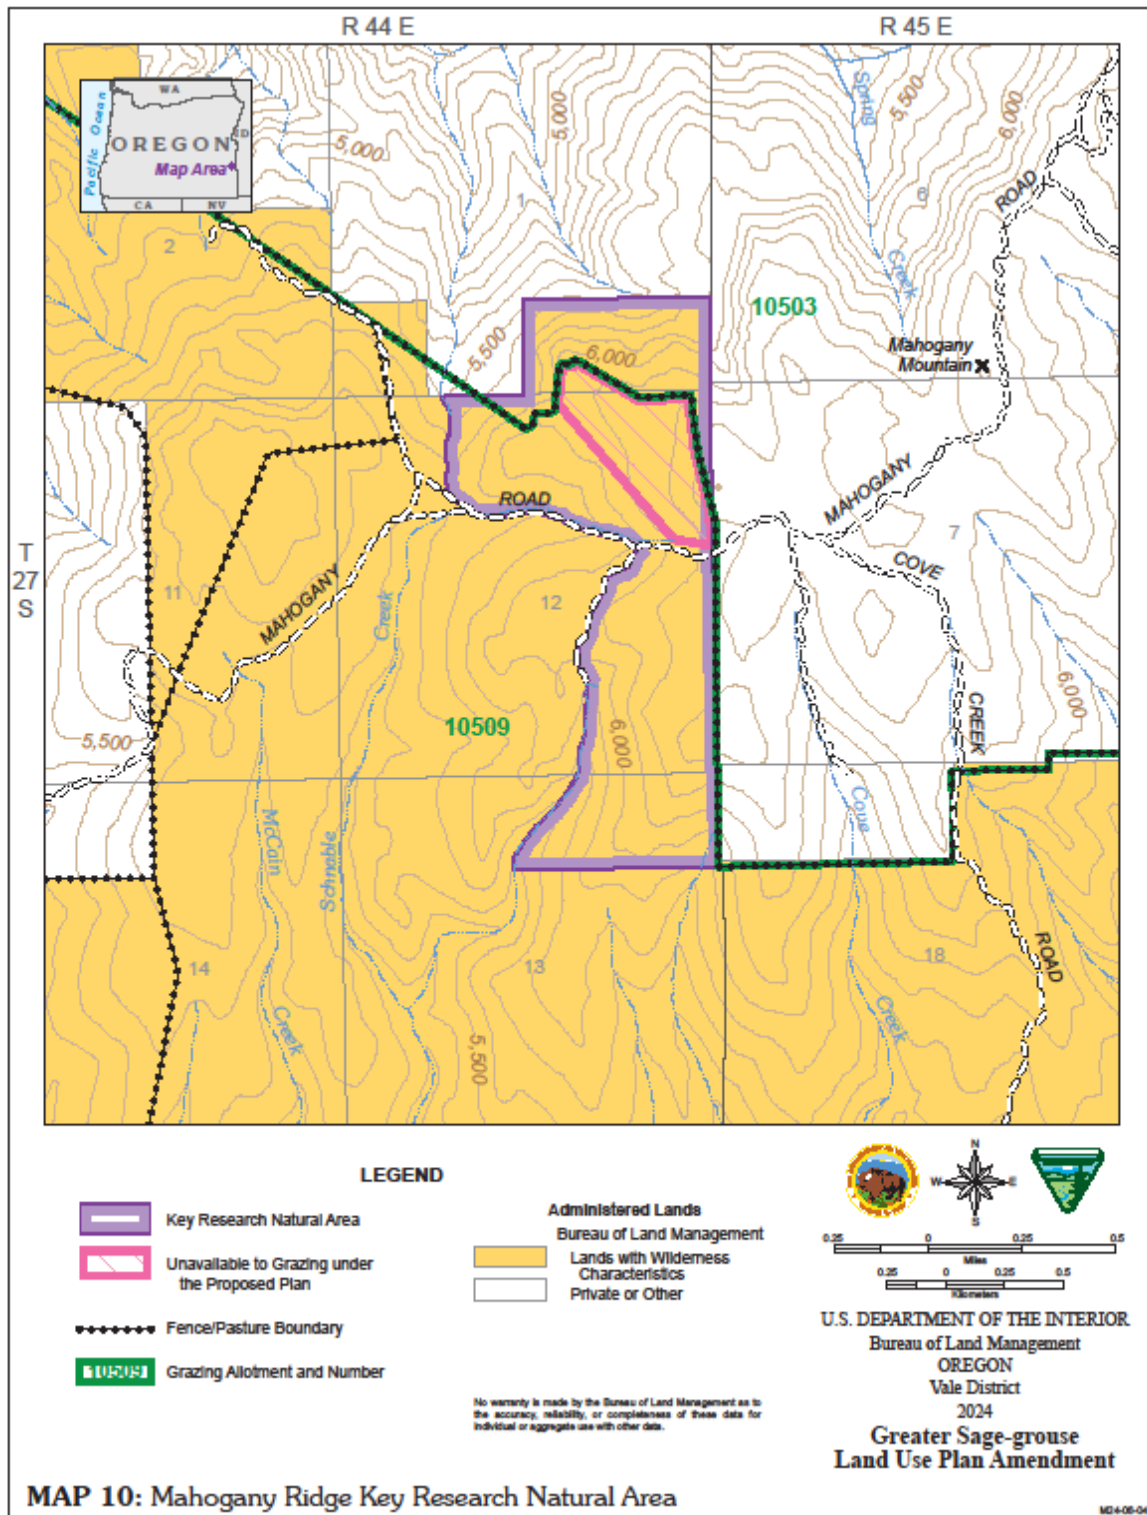 R 44 E
R 45 E
WA
Pacific Ocean
OREGON
ID
Map Area
CA
NV
5,000
5,000
Spring
5,500
6,000
ROAD
1
6
2
Creek
10503
5,500
6,000
Mahogany
Mountain
ROAD
MAHOGANY
7
COVE
T
27
S
11
MAHOGANY
Creek
12
5,500
10509
6,000
CREEK
6,000
McCain
Schnable
Cove
14
13
18
ROAD
Creek
5,500
Creek
LEGEND
Key Research Natural Area
Unavailable to Grazing under
the Proposed Plan
Fence/Pasture Boundary
10509
Grazing Allotment and Number
Administered Lands
Bureau of Land Management
Lands with Wilderness
Characteristics
Private or Other
No warranty is made by the Bureau of Land Management as to
the accuracy, reliability, or completeness of these data for
individual or aggregate use with other data.
N
W
E
S
0.25 0 0.25 0.5
Miles
0.25 0 0.25 0.5
Kilometers
U.S. DEPARTMENT OF THE INTERIOR
Bureau of Land Management
OREGON
Vale District
2024
Greater Sage-grouse
Land Use Plan Amendment
MAP 10: Mahogany Ridge Key Research Natural Area
M24-06-04